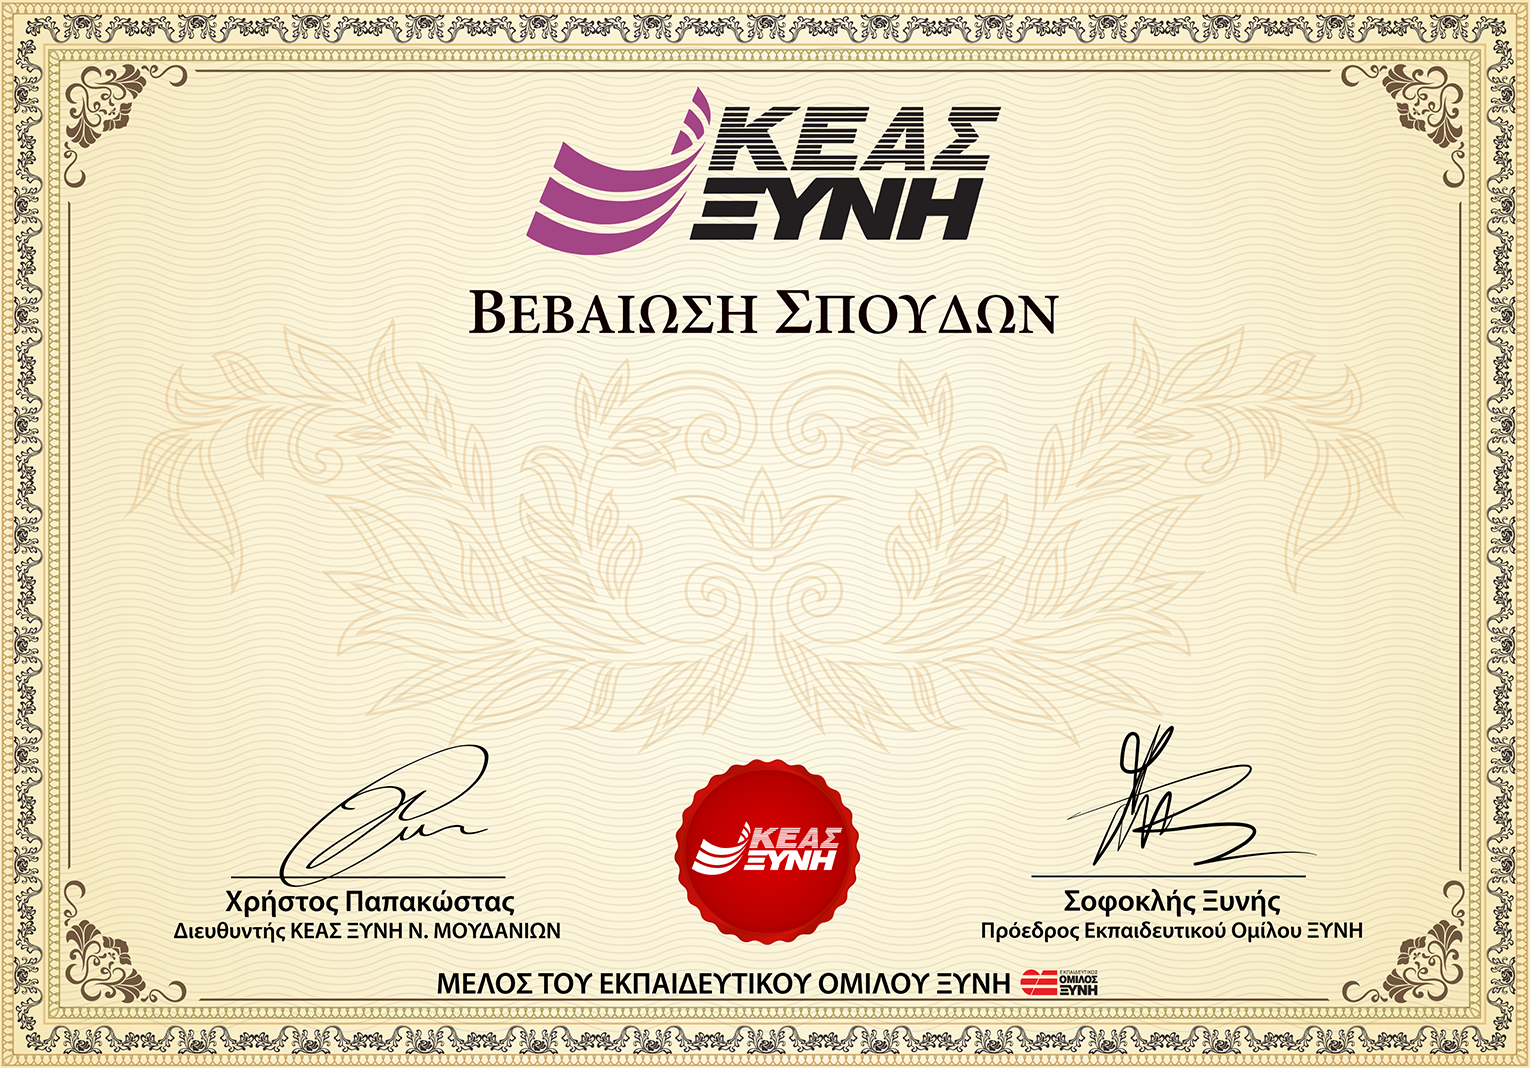 ΚΕΑΣ
ΞΥΝΗ
ΒΕΒΑΙΩΣΗ ΣΠΟΥΔΩΝ
ΚΕΑΣ
ΞΥΝΗ
Χρήστος Παπακώστας
Διευθυντής ΚΕΑΣ ΞΥΝΗ Ν. ΜΟΥΔΑΝΙΩΝ
Σοφοκλής Ξυνής
Πρόεδρος Εκπαιδευτικού Ομίλου ΞΥΝΗ
ΜΕΛΟΣ ΤΟΥ ΕΚΠΑΙΔΕΥΤΙΚΟΥ ΟΜΙΛΟΥ ΞΥΝΗ
ΕΚΠΑΙΔΕΥΤΙΚΟΣ
ΟΜΙΛΟΣ
ΞΥΝΗ